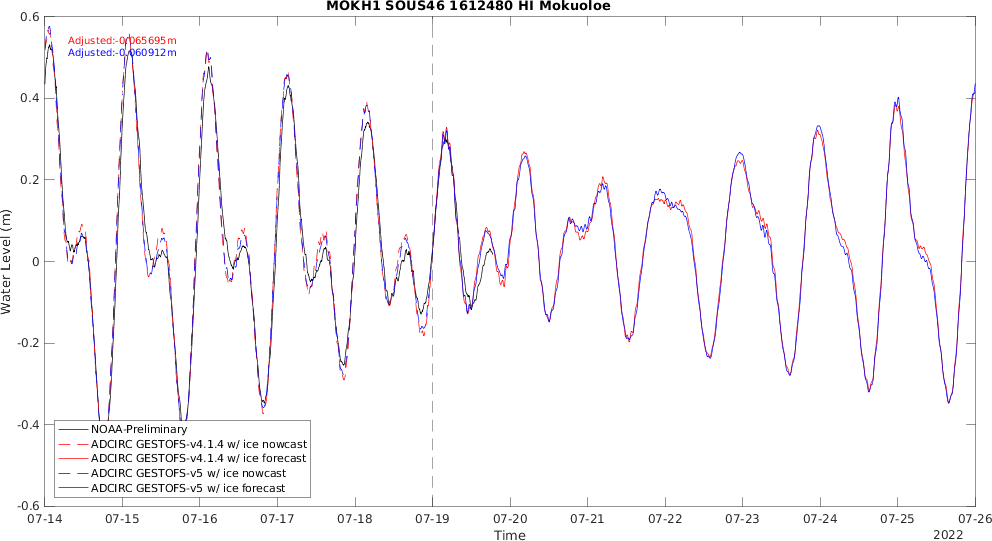 MOKH1 SOUS46 1612480 HI Mokuoloe
Adjusted:-0.065695m
Adjusted:-0.060912m
Water Level (m)
0.6
0.4
0.2
0
-0.2
-0.4
-0.6
NOAA-Preliminary
ADCIRC GESTOFS-v4.1.4 w/ ice nowcast
ADCIRC GESTOFS-v4.1.4 w/ ice forecast
ADCIRC GESTOFS-v5 w/ ice nowcast
ADCIRC GESTOFS-v5 w/ ice forecast
07-14 07-15 07-16 07-17 07-18 07-19 07-20 07-21 07-22 07-23 07-24 07-25 07-26
Time
2022